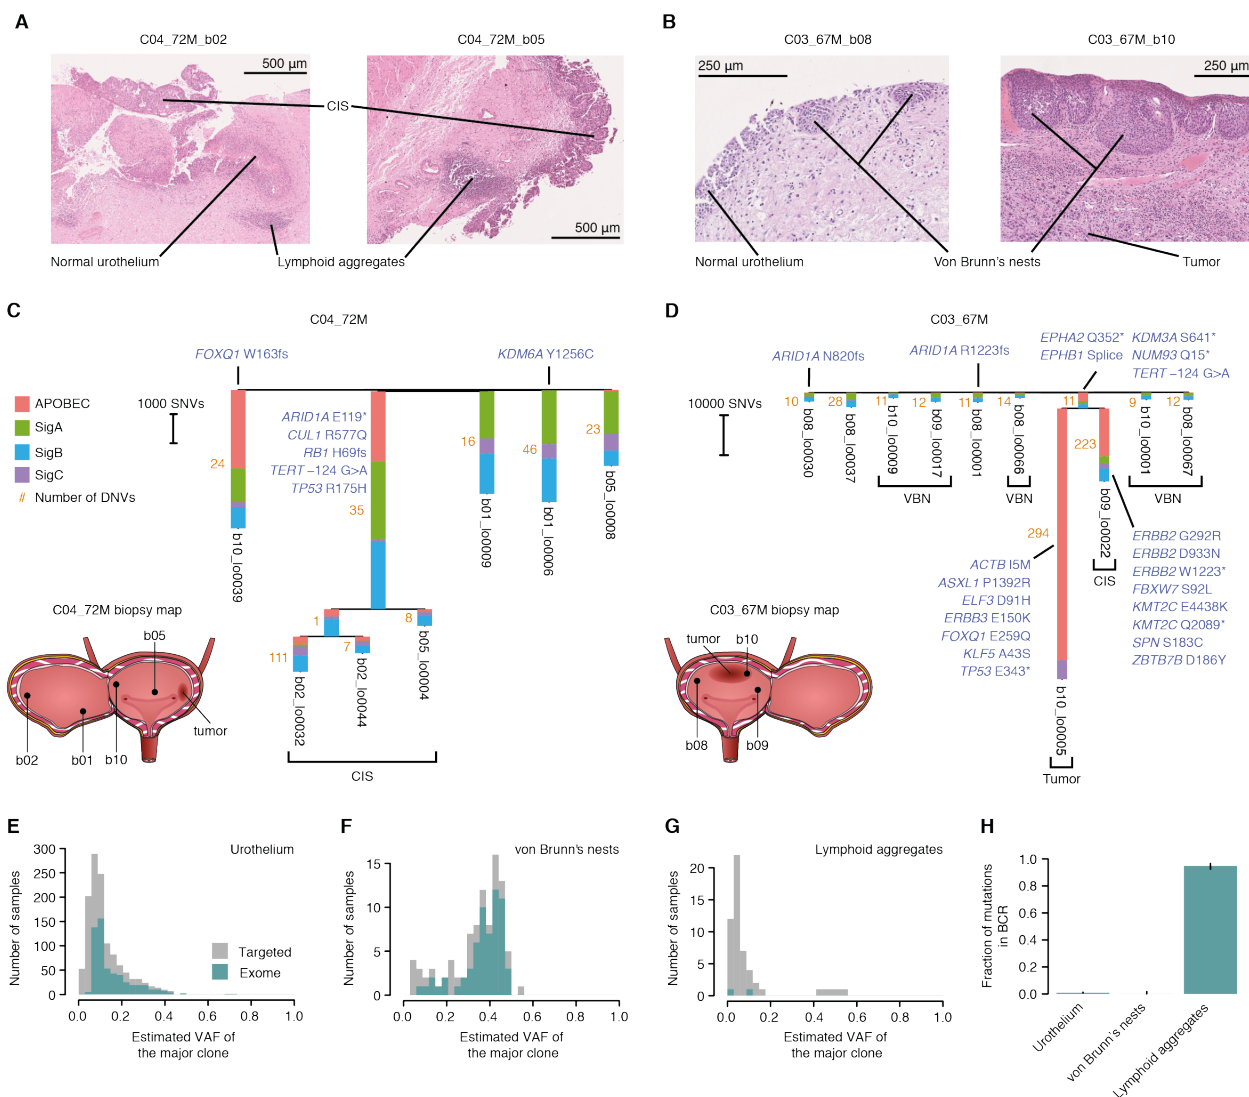 A
C04_72M_b02
C04_72M_b05
500 µm
CIS
500 µm
Normal urothelium
Lymphoid aggregates
B
C03_67M_b08
C03_67M_b10
250 µm
250 µm
Normal urothelium
Von Brunn's nests
Tumor
C
C04_72M
FOXQ1 W163fs
KDM6A Y1256C
APOBEC
SigA
SigB
SigC
# Number of DNVs
1000 SNVs
ARID1A E119*
CUL1 R577Q
RB1 H69fs
TERT –124 G>A
TP53 R175H
24
35
16
46
23
b10_lo0039
b01_lo0009
b01_lo0006
b05_lo0008
1
8
111
7
b02_lo0032
b02_lo0044
b05_lo0004
CIS
C04_72M biopsy map
b05
tumor
b02
b01
b10
D
C03_67M
ARID1A N820fs
ARID1A R1223fs
EPHA2 Q352*
EPHB1 Splice
KDM3A S641*
NUM93 Q15*
TERT –124 G>A
10000 SNVs
10
28
11
12
11
14
11
9
12
223
294
b08_lo0030
b08_lo0037
b10_lo0009
b09_lo0017
b08_lo0001
b08_lo0066
b09_lo0022
b10_lo0001
b08_lo0067
VBN
VBN
VBN
CIS
ACTB I5M
ASXL1 P1392R
ELF3 D91H
ERBB3 E150K
FOXQ1 E259Q
KLF5 A43S
TP53 E343*
ERBB2 G292R
ERBB2 D933N
ERBB2 W1223*
FBXW7 S92L
KMT2C E4438K
KMT2C Q2089*
SPN S183C
ZBTB7B D186Y
b10_lo0005
Tumor
C03_67M biopsy map
tumor
b10
b08
b09
E
Urothelium
Number of samples
300
250
200
150
100
50
0
0.0 0.2 0.4 0.6 0.8 1.0
Targeted
Exome
Estimated VAF of
the major clone
F
von Brunn's nests
Number of samples
15
10
5
0
0.0 0.2 0.4 0.6 0.8 1.0
Estimated VAF of
the major clone
G
Lymphoid aggregates
Number of samples
20
15
10
5
0
0.0 0.2 0.4 0.6 0.8 1.0
Estimated VAF of
the major clone
H
Fraction of mutations
in BCR
1.0
0.8
0.6
0.4
0.2
0.0
Urothelium
von Brunn's nests
Lymphoid aggregates